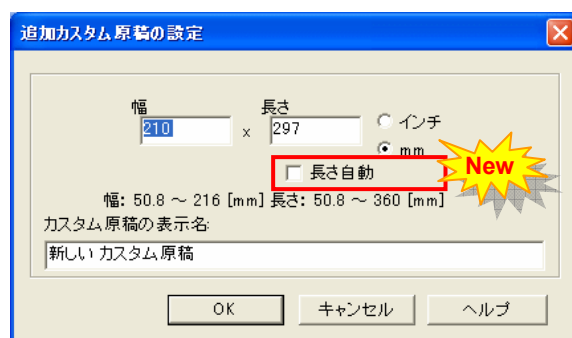 追加カスタム原稿の設定
幅
長さ
210 x 297
インチ
mm
長さ自動
New
幅: 50.8 ～ 216 [mm] 長さ: 50.8 ～ 360 [mm]
カスタム原稿の表示名:
新しい カスタム原稿
OK
キャンセル
ヘルプ